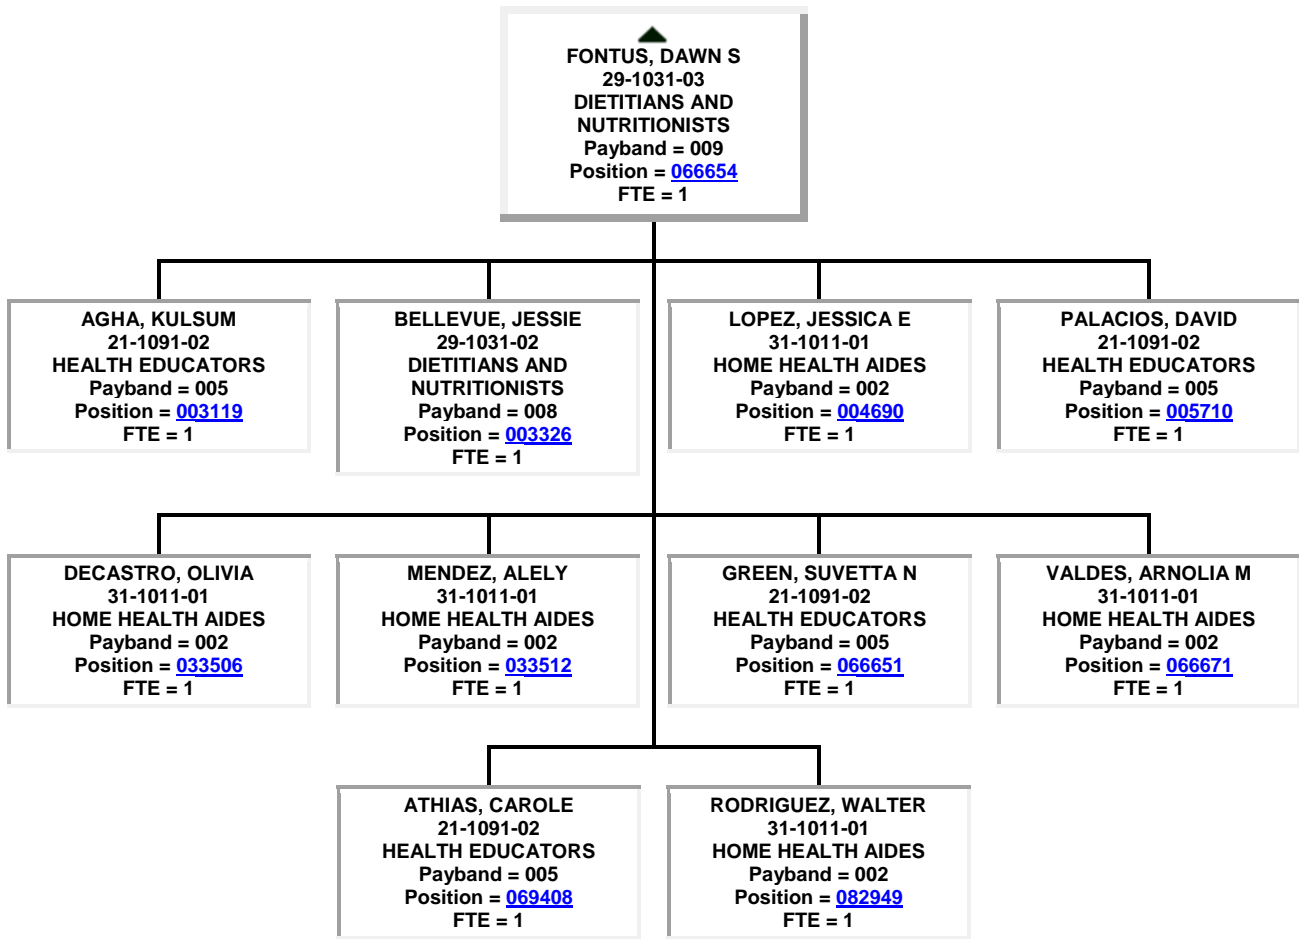 FONTUS, DAWN S
29-1031-03
DIETITIANS AND
NUTRITIONISTS
Payband = 009
Position = 066654
FTE = 1
AGHA, KULSUM
21-1091-02
HEALTH EDUCATORS
Payband = 005
Position = 003119
FTE = 1
BELLEVUE, JESSIE
29-1031-02
DIETITIANS AND
NUTRITIONISTS
Payband = 008
Position = 003326
FTE = 1
LOPEZ, JESSICA E
31-1011-01
HOME HEALTH AIDES
Payband = 002
Position = 004690
FTE = 1
PALACIOS, DAVID
21-1091-02
HEALTH EDUCATORS
Payband = 005
Position = 005710
FTE = 1
DECASTRO, OLIVIA
31-1011-01
HOME HEALTH AIDES
Payband = 002
Position = 033506
FTE = 1
MENDEZ, ALELY
31-1011-01
HOME HEALTH AIDES
Payband = 002
Position = 033512
FTE = 1
GREEN, SUVETTA N
21-1091-02
HEALTH EDUCATORS
Payband = 005
Position = 066651
FTE = 1
VALDES, ARNOLIA M
31-1011-01
HOME HEALTH AIDES
Payband = 002
Position = 066671
FTE = 1
ATHIAS, CAROLE
21-1091-02
HEALTH EDUCATORS
Payband = 005
Position = 069408
FTE = 1
RODRIGUEZ, WALTER
31-1011-01
HOME HEALTH AIDES
Payband = 002
Position = 082949
FTE = 1